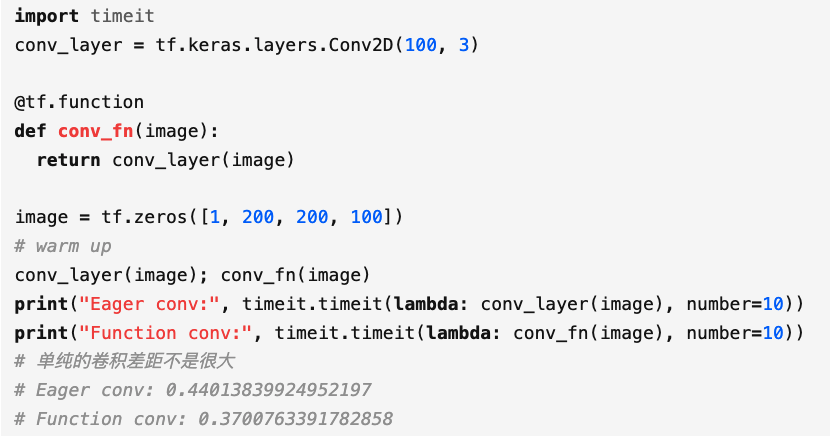 import timeit
conv_layer = tf.keras.layers.Conv2D(100, 3)

@tf.function
def conv_fn(image):
  return conv_layer(image)

image = tf.zeros([1, 200, 200, 100])
# warm up
conv_layer(image); conv_fn(image)
print("Eager conv:", timeit.timeit(lambda: conv_layer(image), number=10))
print("Function conv:", timeit.timeit(lambda: conv_fn(image), number=10))
# 单纯的卷积差距不是很大
# Eager conv: 0.44013839924952197
# Function conv: 0.3700763391782858